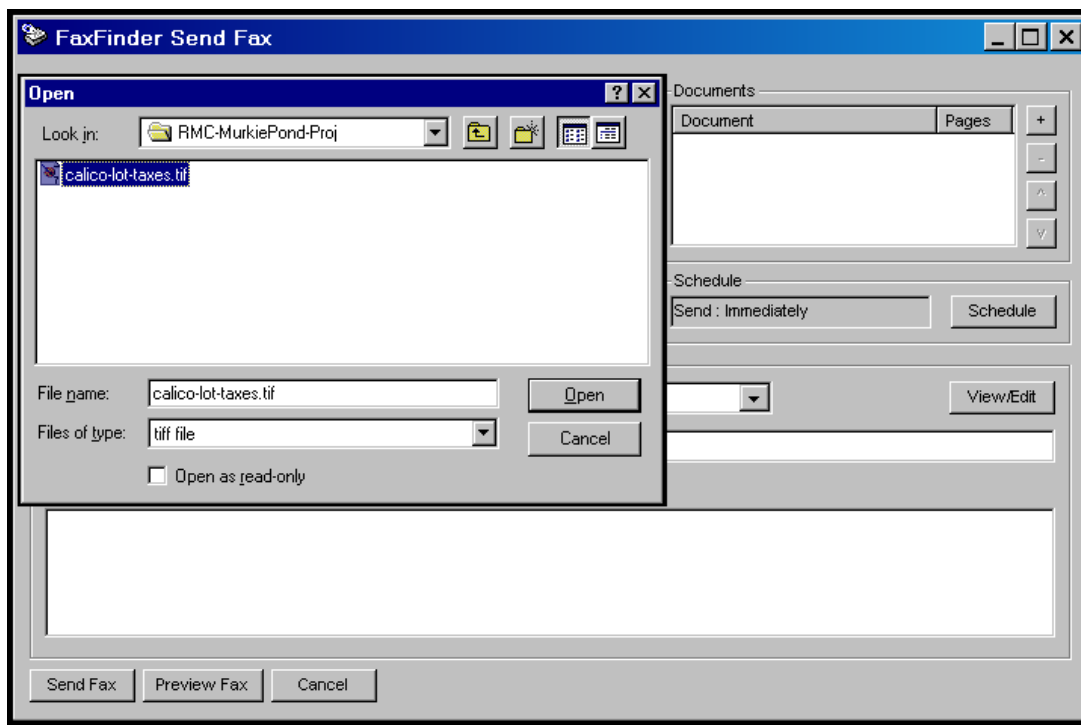 FaxFinder Send Fax
Open
Look in:
RMC-MurkiePond-Proj
calico-lot-taxes.tif
File name:
calico-lot-taxes.tif
Open
Files of type:
tiff file
Cancel
Open as read-only
Documents
Document Pages
+
-
^
v
Schedule
Send : Immediately
Schedule
View/Edit
Send Fax
Preview Fax
Cancel